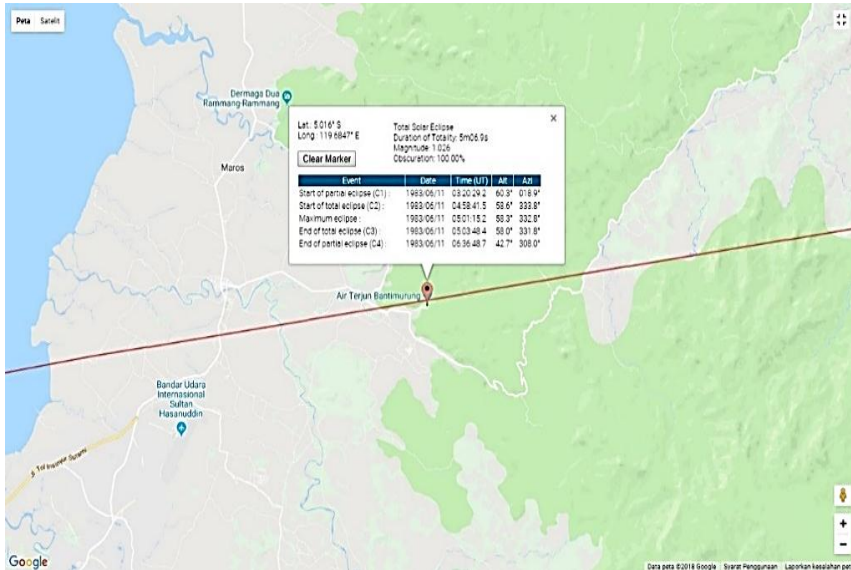 Peta Satelit
Dermaga Dua
Rammang-Rammang
Maros
×
Lat.: 5.016° S
Long.: 119.6847° E
Total Solar Eclipse
Duration of Totality: 5m06.9s
Magnitude: 1.026
Obscuration: 100.00%
Clear Marker
Event Date Time (UT) Alt Azi
Start of partial eclipse (C1) : 1983/06/11 03:20:29.2 60.3° 018.9°
Start of total eclipse (C2) : 1983/06/11 04:58:41.5 58.6° 333.8°
Maximum eclipse : 1983/06/11 05:01:15.2 58.3° 332.8°
End of total eclipse (C3) : 1983/06/11 05:03:48.4 58.0° 331.8°
End of partial eclipse (C4) : 1983/06/11 06:36:48.7 42.7° 308.0°
Air Terjun Bantimurung
Bandar Udara
Internasional
Sultan
Hasanuddin
+
−
Google
Data peta ©2018 Google Syarat Penggunaan Laporkan kesalahan peta